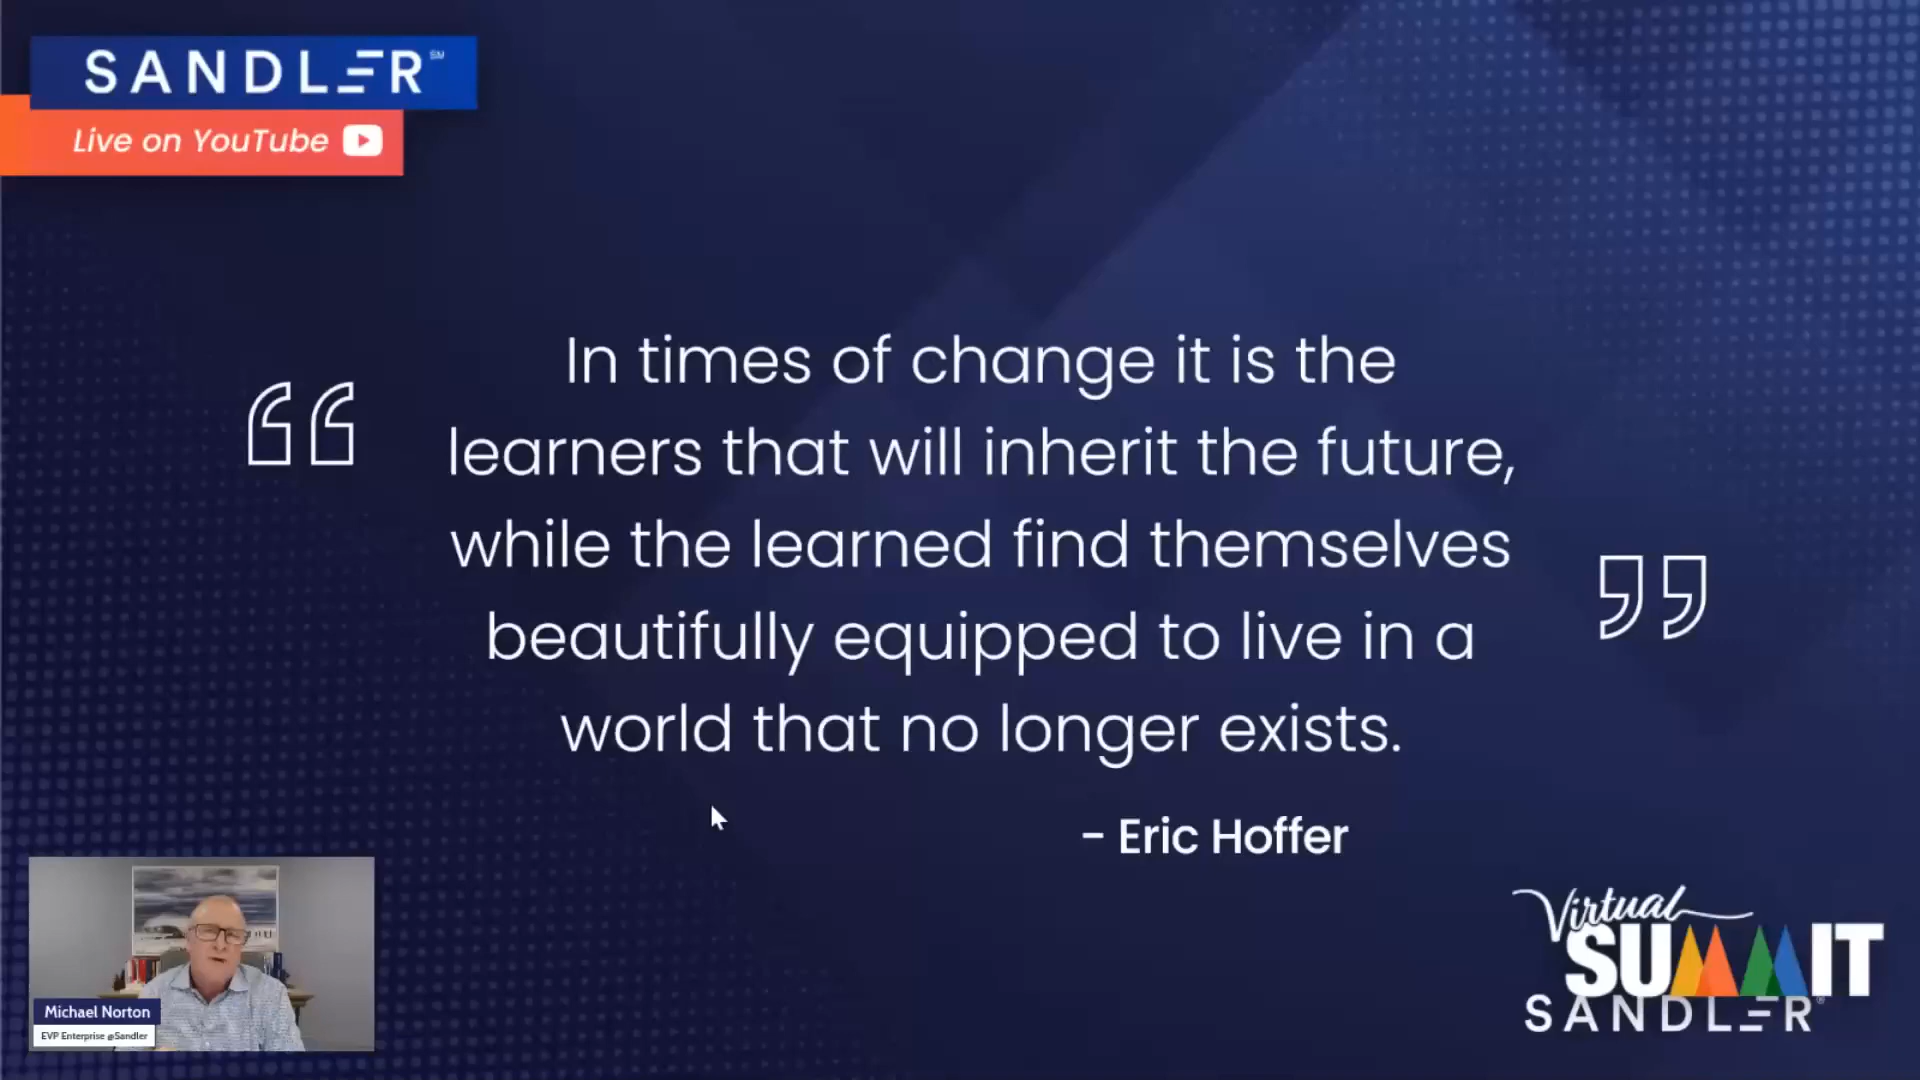 SANDLER℠
Live on YouTube
In times of change it is the
learners that will inherit the future,
while the learned find themselves
beautifully equipped to live in a
world that no longer exists.
- Eric Hoffer
Michael Norton
EVP Enterprise @Sandler
Virtual
SUMMIT
SANDLER®